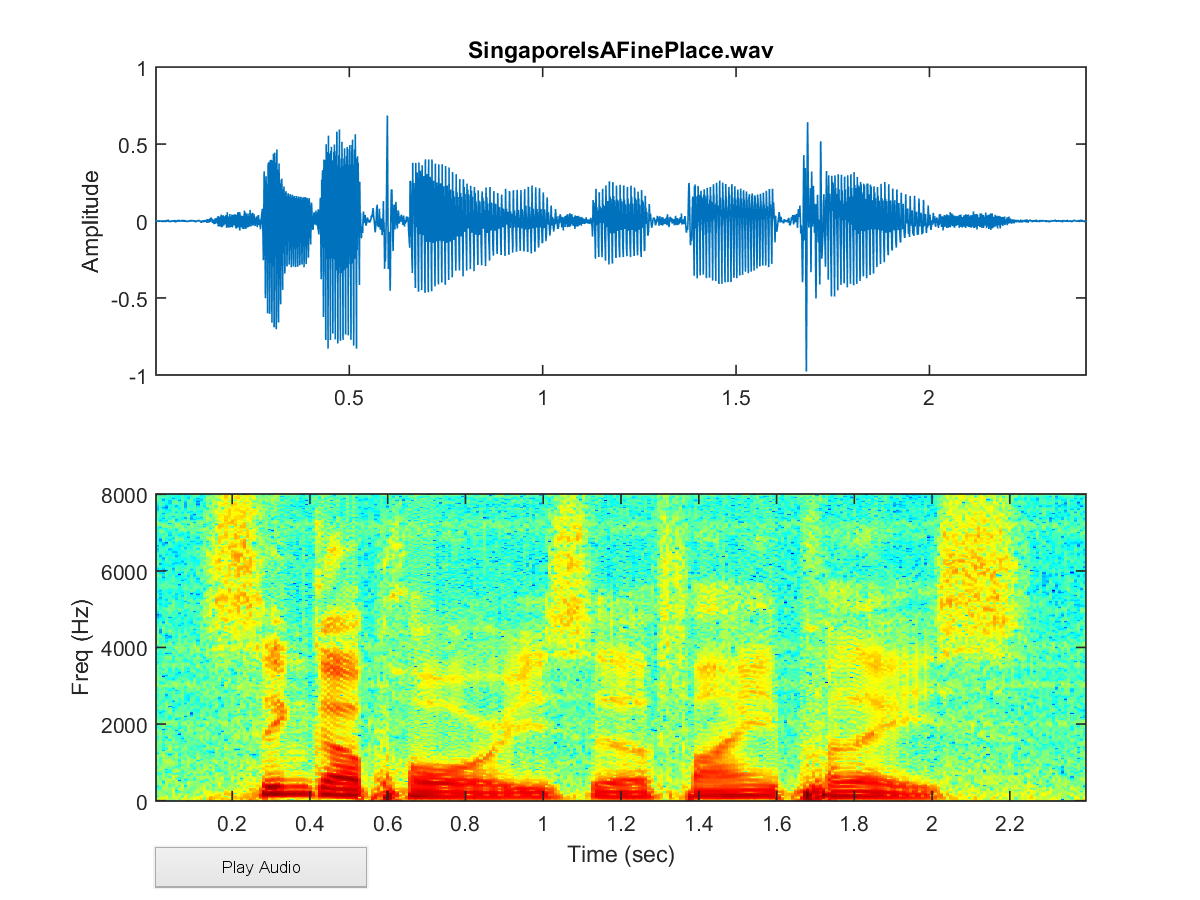 SingaporeIsAFinePlace.wav
1
0.5
0
-0.5
-1
Amplitude
0.5 1 1.5 2
8000
6000
4000
2000
0
Freq (Hz)
0.2 0.4 0.6 0.8 1 1.2 1.4 1.6 1.8 2 2.2
Time (sec)
Play Audio